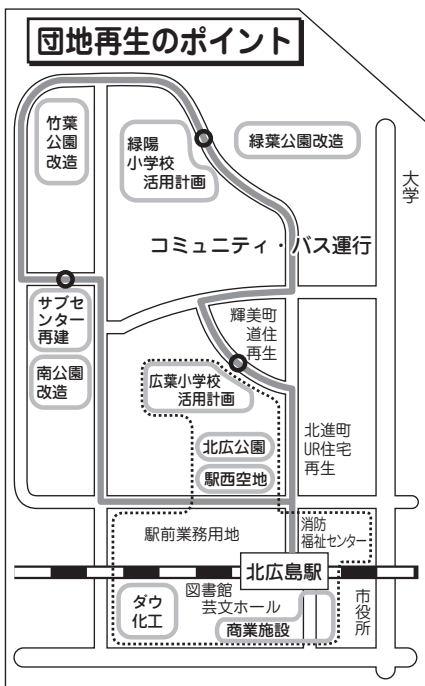 団地再生のポイント
竹葉
公園
改造
緑陽
小学校
活用計画
緑葉公園改造
大学
コミュニティ・バス運行
サブセ
ンター
再建
輝美町
道住
再生
南公園
改造
広葉小学校
活用計画
北広公園
駅西空地
北進町
UR住宅
再生
駅前業務用地
消防
福祉センター
北広島駅
ダウ
化工
図書館
芸文ホール
商業施設
市役所